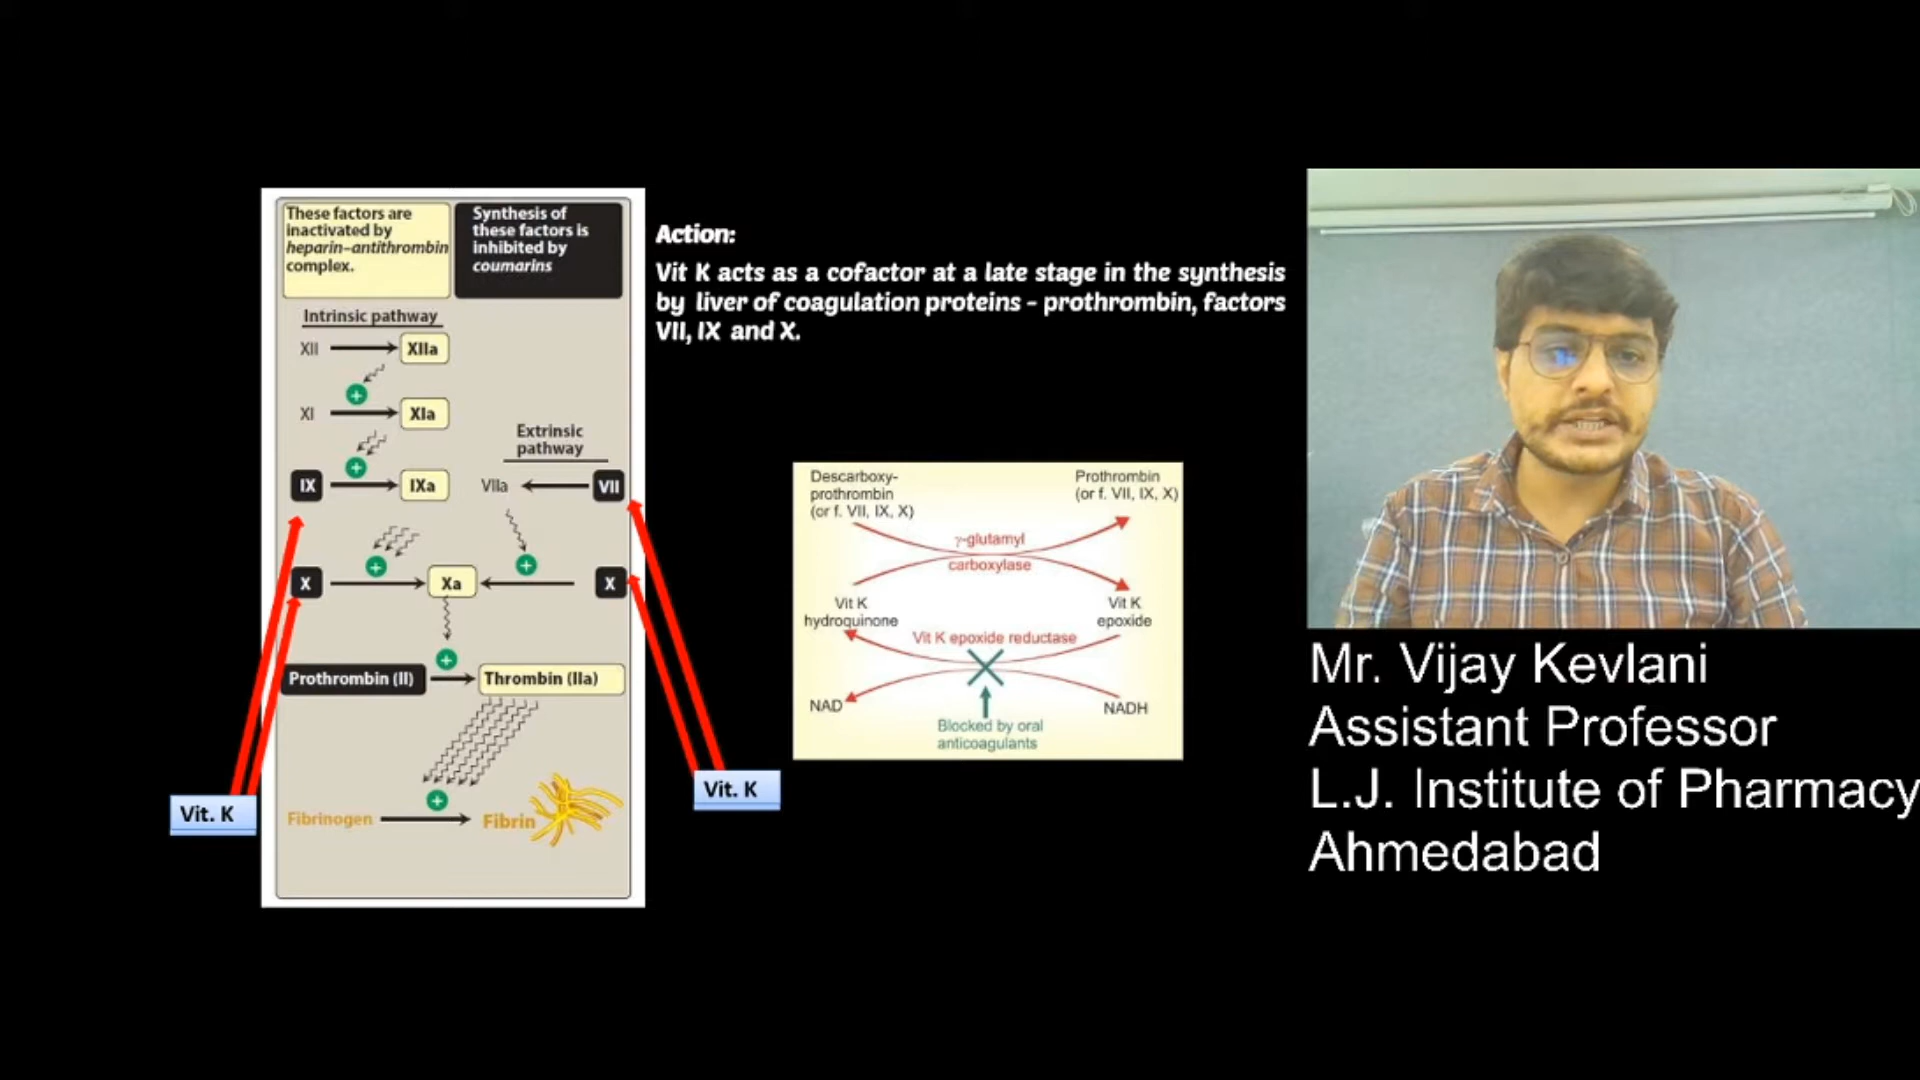 These factors are
inactivated by
heparin–antithrombin
complex.
Synthesis of
these factors is
inhibited by
coumarins
Intrinsic pathway
XII
XIIa
+
XI
XIa
Extrinsic
pathway
+
IX
IXa
VIIa
VII
+
+
X
Xa
X
+
Prothrombin (II)
Thrombin (IIa)
+
Fibrinogen
Fibrin
Vit. K
Vit. K
Action:
Vit K acts as a cofactor at a late stage in the synthesis
by liver of coagulation proteins - prothrombin, factors
VII, IX and X.
Descarboxy-
prothrombin
(or f. VII, IX, X)
Prothrombin
(or f. VII, IX, X)
γ-glutamyl
carboxylase
Vit K
hydroquinone
Vit K
epoxide
Vit K epoxide reductase
NAD
NADH
Blocked by oral
anticoagulants
Mr. Vijay Kevlani
Assistant Professor
L.J. Institute of Pharmacy
Ahmedabad